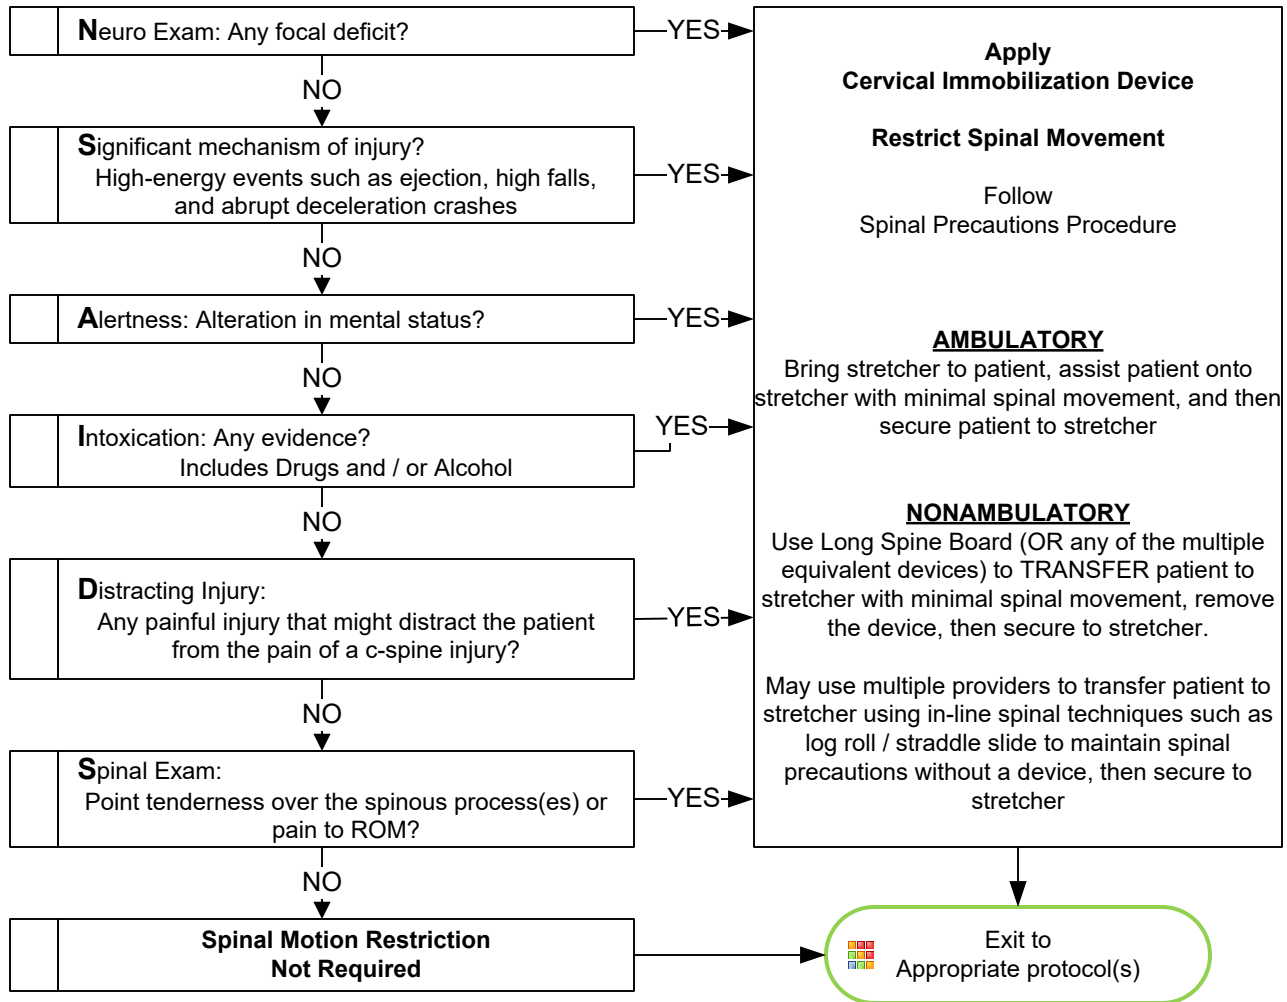 Neuro Exam: Any focal deficit?
YES
NO
Significant mechanism of injury?
High-energy events such as ejection, high falls,
and abrupt deceleration crashes
YES
NO
Alertness: Alteration in mental status?
YES
NO
Intoxication: Any evidence?
Includes Drugs and / or Alcohol
YES
NO
Distracting Injury:
Any painful injury that might distract the patient
from the pain of a c-spine injury?
YES
NO
Spinal Exam:
Point tenderness over the spinous process(es) or
pain to ROM?
YES
NO
Spinal Motion Restriction
Not Required
Apply
Cervical Immobilization Device
Restrict Spinal Movement
Follow
Spinal Precautions Procedure
AMBULATORY
Bring stretcher to patient, assist patient onto
stretcher with minimal spinal movement, and then
secure patient to stretcher
NONAMBULATORY
Use Long Spine Board (OR any of the multiple
equivalent devices) to TRANSFER patient to
stretcher with minimal spinal movement, remove
the device, then secure to stretcher.
May use multiple providers to transfer patient to
stretcher using in-line spinal techniques such as
log roll / straddle slide to maintain spinal
precautions without a device, then secure to
stretcher
Exit to
Appropriate protocol(s)